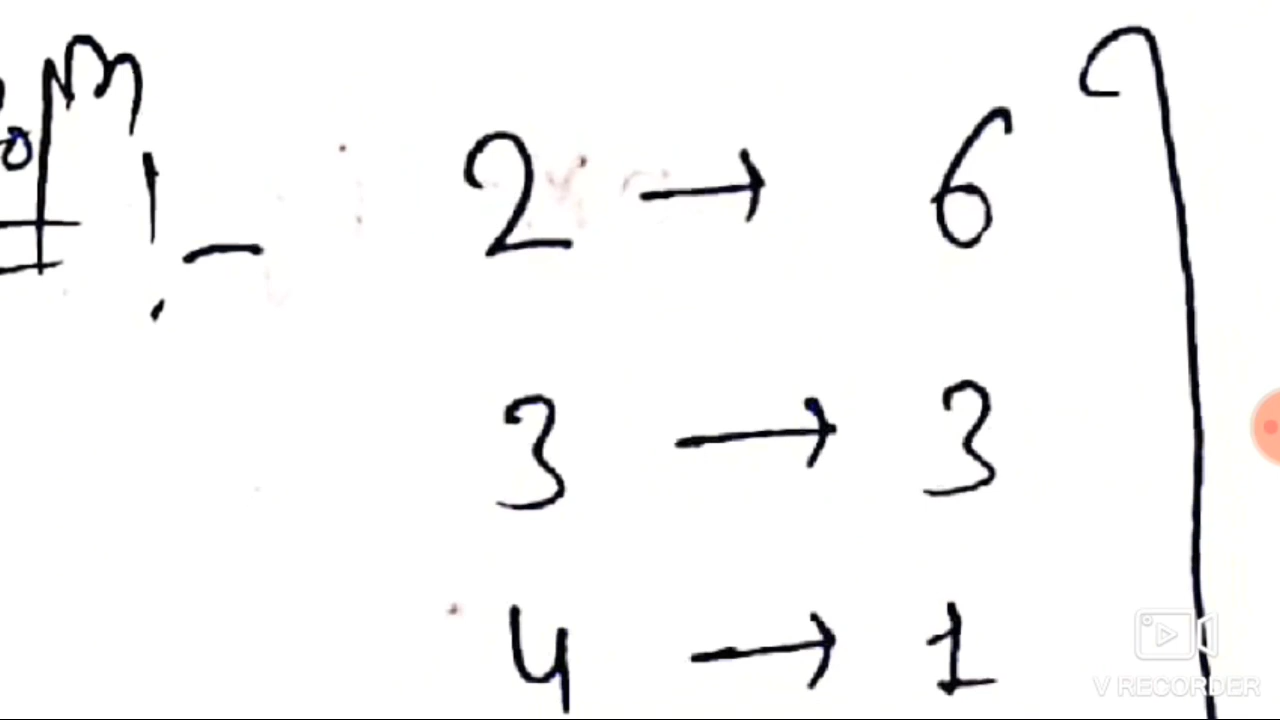 ! - 2 → 6
3 → 3
4 → 1
V RECORDER